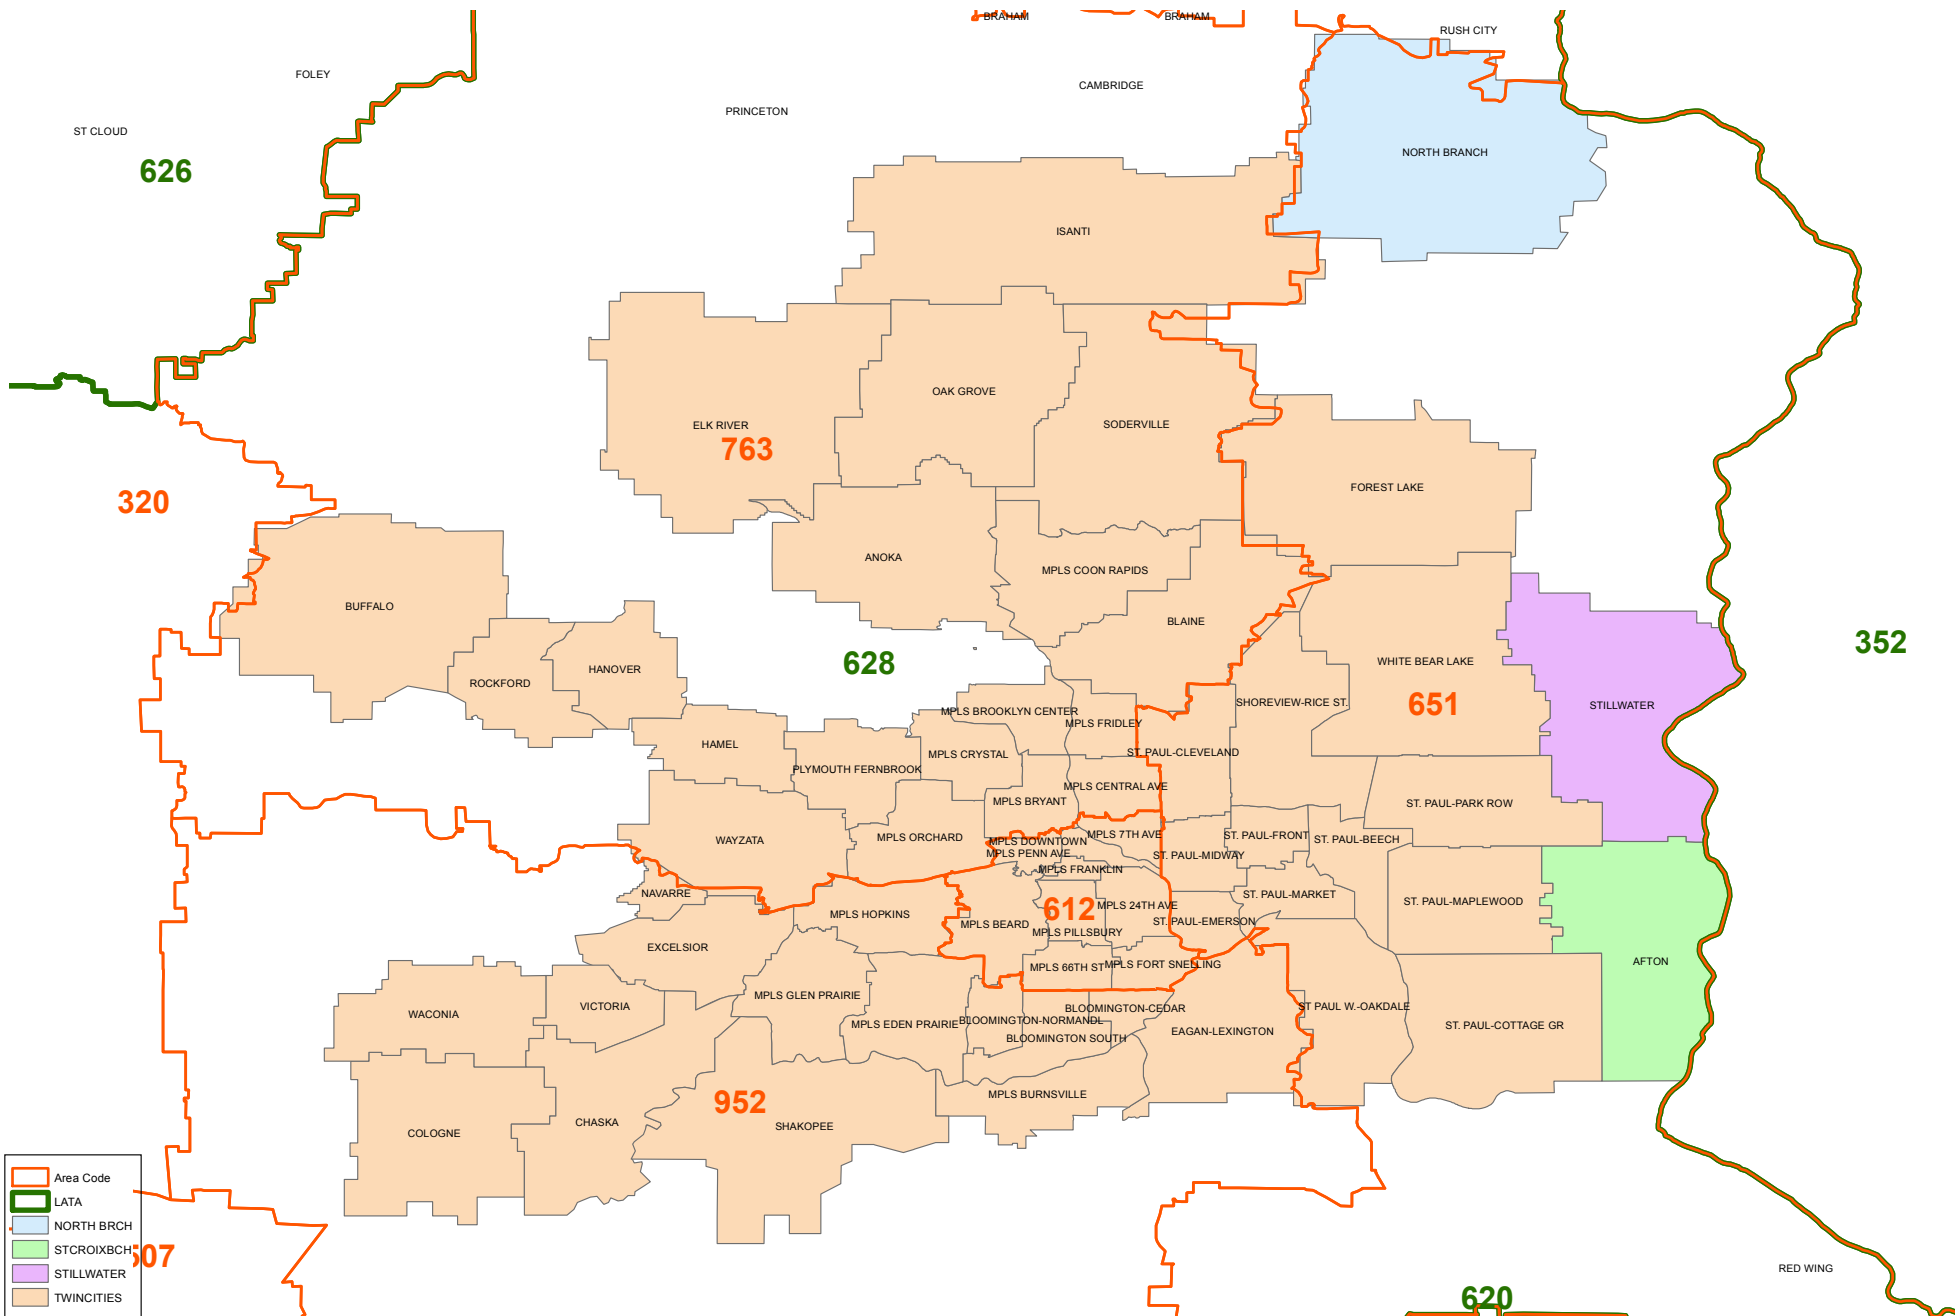 BRAHAM
BRAHAM
RUSH CITY
FOLEY
CAMBRIDGE
PRINCETON
ST CLOUD
626
NORTH BRANCH
ISANTI
OAK GROVE
ELK RIVER
SODERVILLE
763
FOREST LAKE
320
ANOKA
MPLS COON RAPIDS
BUFFALO
BLAINE
352
628
WHITE BEAR LAKE
HANOVER
ROCKFORD
SHOREVIEW-RICE ST.
651
STILLWATER
MPLS BROOKLYN CENTER
MPLS FRIDLEY
HAMEL
MPLS CRYSTAL
ST. PAUL-CLEVELAND
PLYMOUTH FERNBROOK
MPLS CENTRAL AVE
MPLS BRYANT
ST. PAUL-PARK ROW
WAYZATA
MPLS ORCHARD
MPLS DOWNTOWN
MPLS 7TH AVE
ST. PAUL-FRONT
ST. PAUL-BEECH
MPLS PENN AVE
ST. PAUL-MIDWAY
MPLS FRANKLIN
NAVARRE
ST. PAUL-MARKET
ST. PAUL-MAPLEWOOD
MPLS HOPKINS
612
MPLS 24TH AVE
MPLS BEARD
ST. PAUL-EMERSON
MPLS PILLSBURY
EXCELSIOR
AFTON
MPLS 66TH ST
MPLS FORT SNELLING
MPLS GLEN PRAIRIE
VICTORIA
ST PAUL W.-OAKDALE
BLOOMINGTON-CEDAR
WACONIA
MPLS EDEN PRAIRIE
BLOOMINGTON-NORMANDL
ST. PAUL-COTTAGE GR
EAGAN-LEXINGTON
BLOOMINGTON SOUTH
MPLS BURNSVILLE
952
CHASKA
SHAKOPEE
COLOGNE
Area Code
LATA
NORTH BRCH
STCROIXBCH
507
STILLWATER
TWINCITIES
RED WING
620